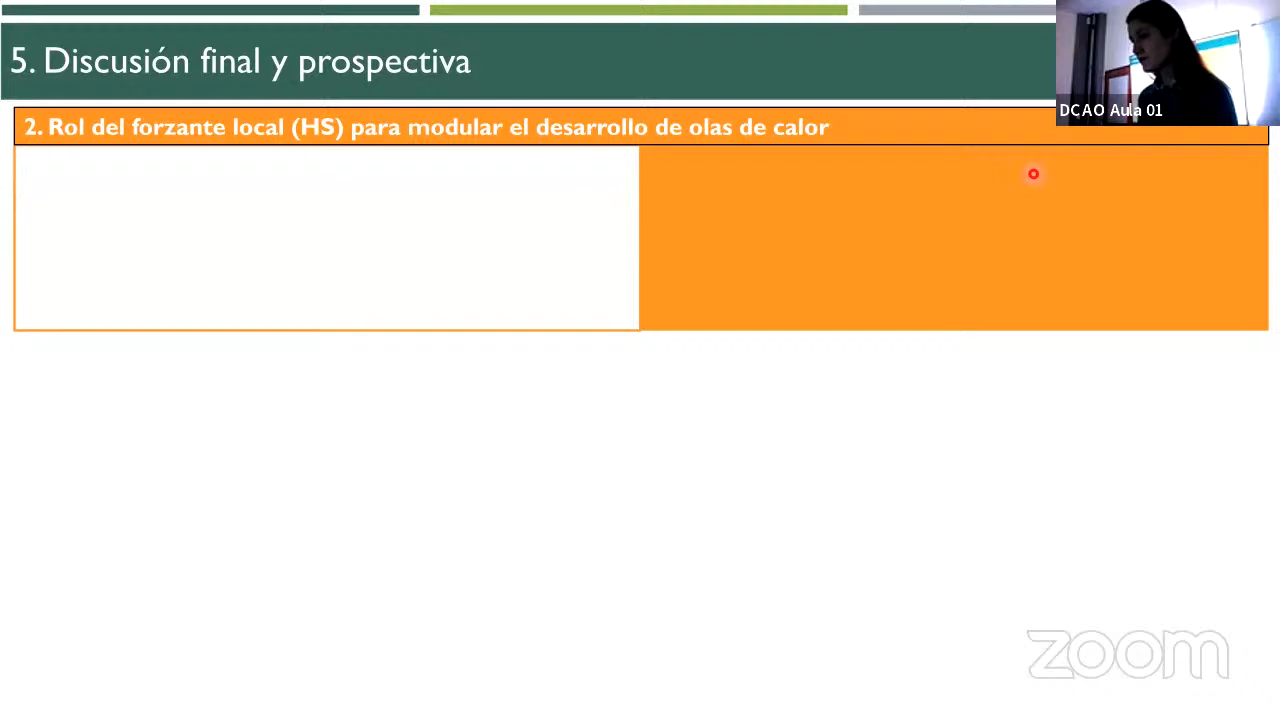 5. Discusión final y prospectiva
DCAO Aula 01
2. Rol del forzante local (HS) para modular el desarrollo de olas de calor
zoom